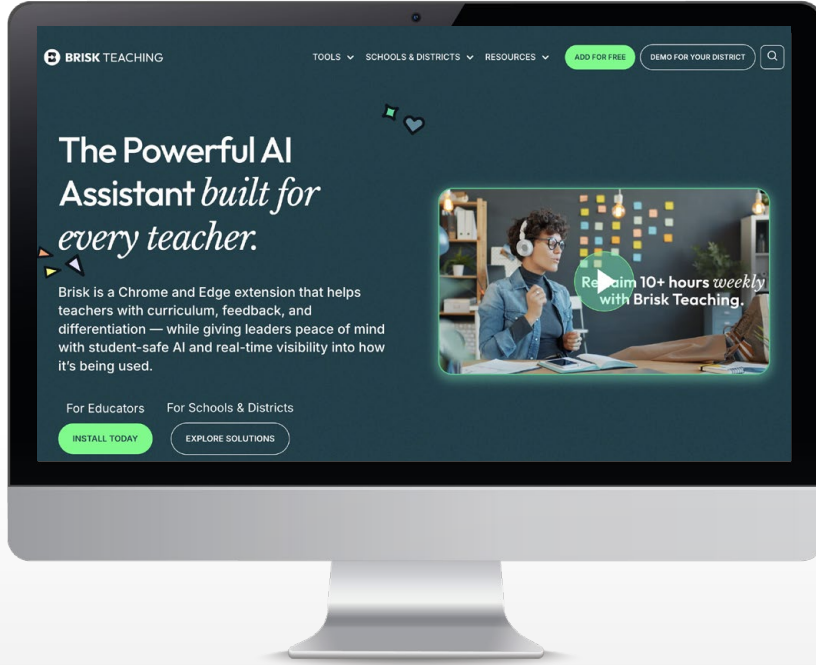 BRISK TEACHING
TOOLS
SCHOOLS & DISTRICTS
RESOURCES
ADD FOR FREE
DEMO FOR YOUR DISTRICT
The Powerful AI
Assistant built for
every teacher.
Brisk is a Chrome and Edge extension that helps
teachers with curriculum, feedback, and
differentiation — while giving leaders peace of mind
with student-safe AI and real-time visibility into how
it's being used.
For Educators
For Schools & Districts
INSTALL TODAY
EXPLORE SOLUTIONS
10+ hours weekly
with Brisk Teaching.